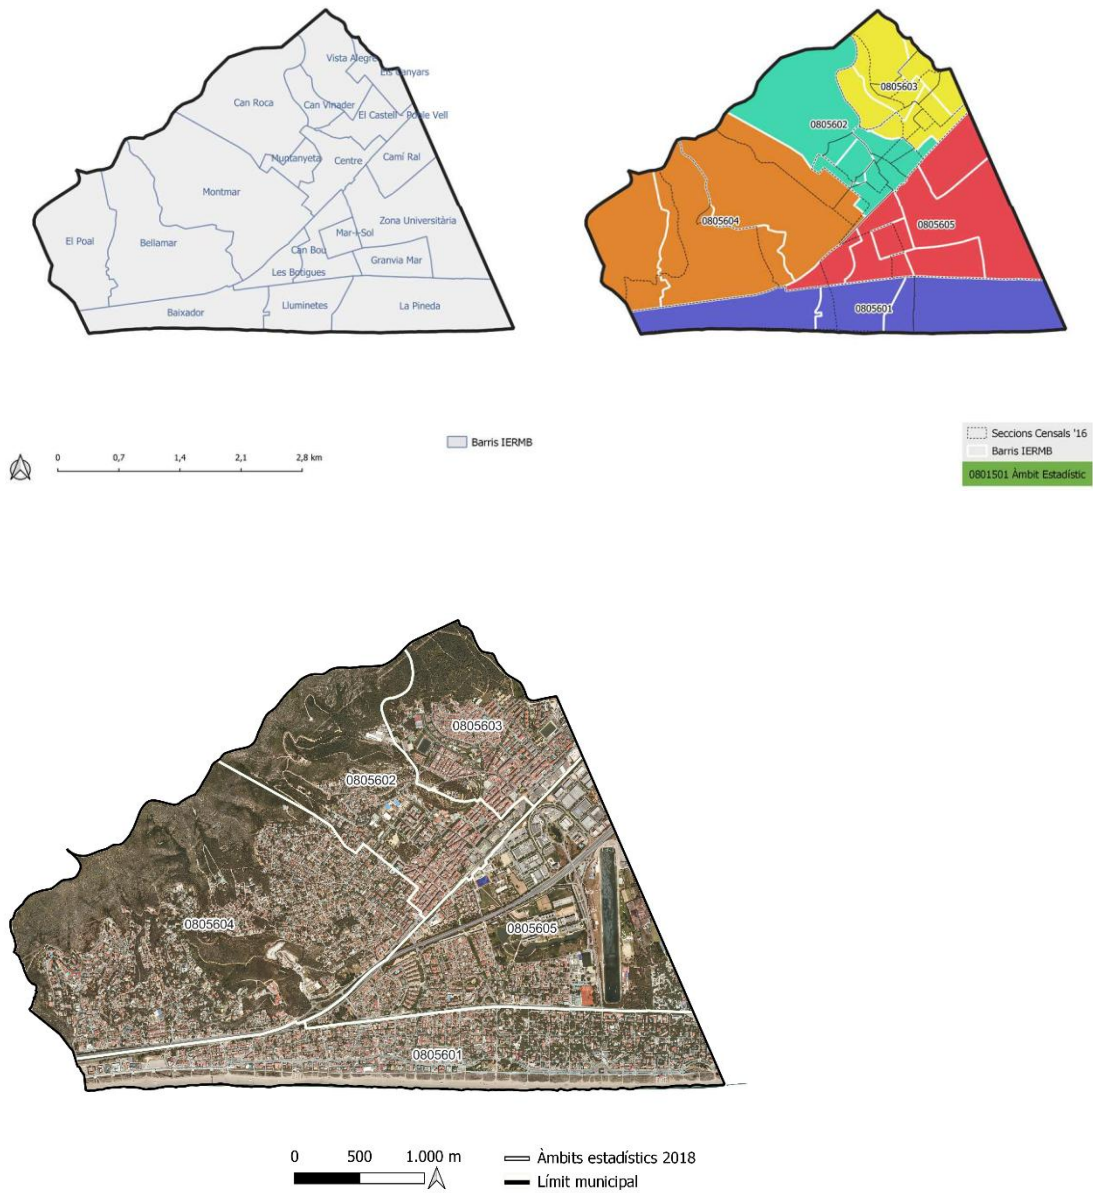 Vista Alegre
Els Canyars
Can Roca
Can Vinader
El Castell - Poble Vell
Muntanyeta
Centre
Camí Ral
Montmar
Zona Universitària
Mar-i-Sol
El Poal
Bellamar
Can Bou
Granvia Mar
Les Botigues
Lluminetes
La Pineda
Baixador
0805603
0805602
0805604
0805605
0805601
0
0,7
1,4
2,1
2,8 km
Barris IERMB
Seccions Censals '16
Barris IERMB
0801501 Àmbit Estadístic
0805603
0805602
0805604
0805605
0805601
0 500 1.000 m
Àmbits estadístics 2018
Límit municipal